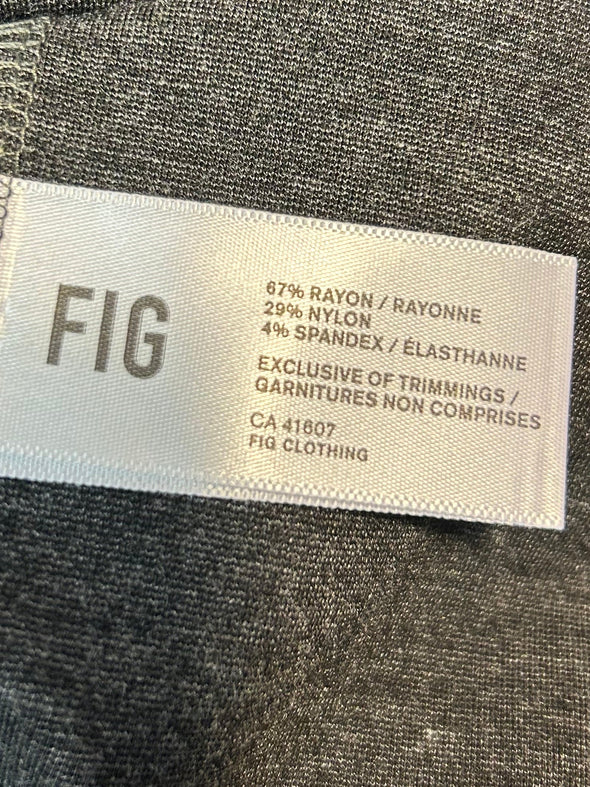 FIG
67% RAYON / RAYONNE
29% NYLON
4% SPANDEX / ÉLASTHANNE
EXCLUSIVE OF TRIMMINGS /
GARNITURES NON COMPRISES
CA 41607
FIG CLOTHING